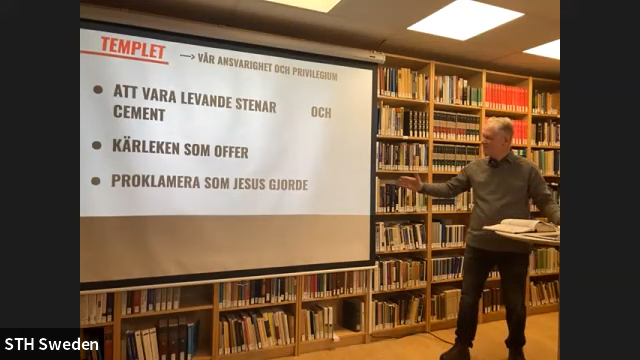 TEMPLET
VÅR ANSVARIGHET OCH PRIVILEGIUM
ATT VARA LEVANDE STENAR OCH
CEMENT
KÄRLEKEN SOM OFFER
PROKLAMERA SOM JESUS GJORDE
STH Sweden